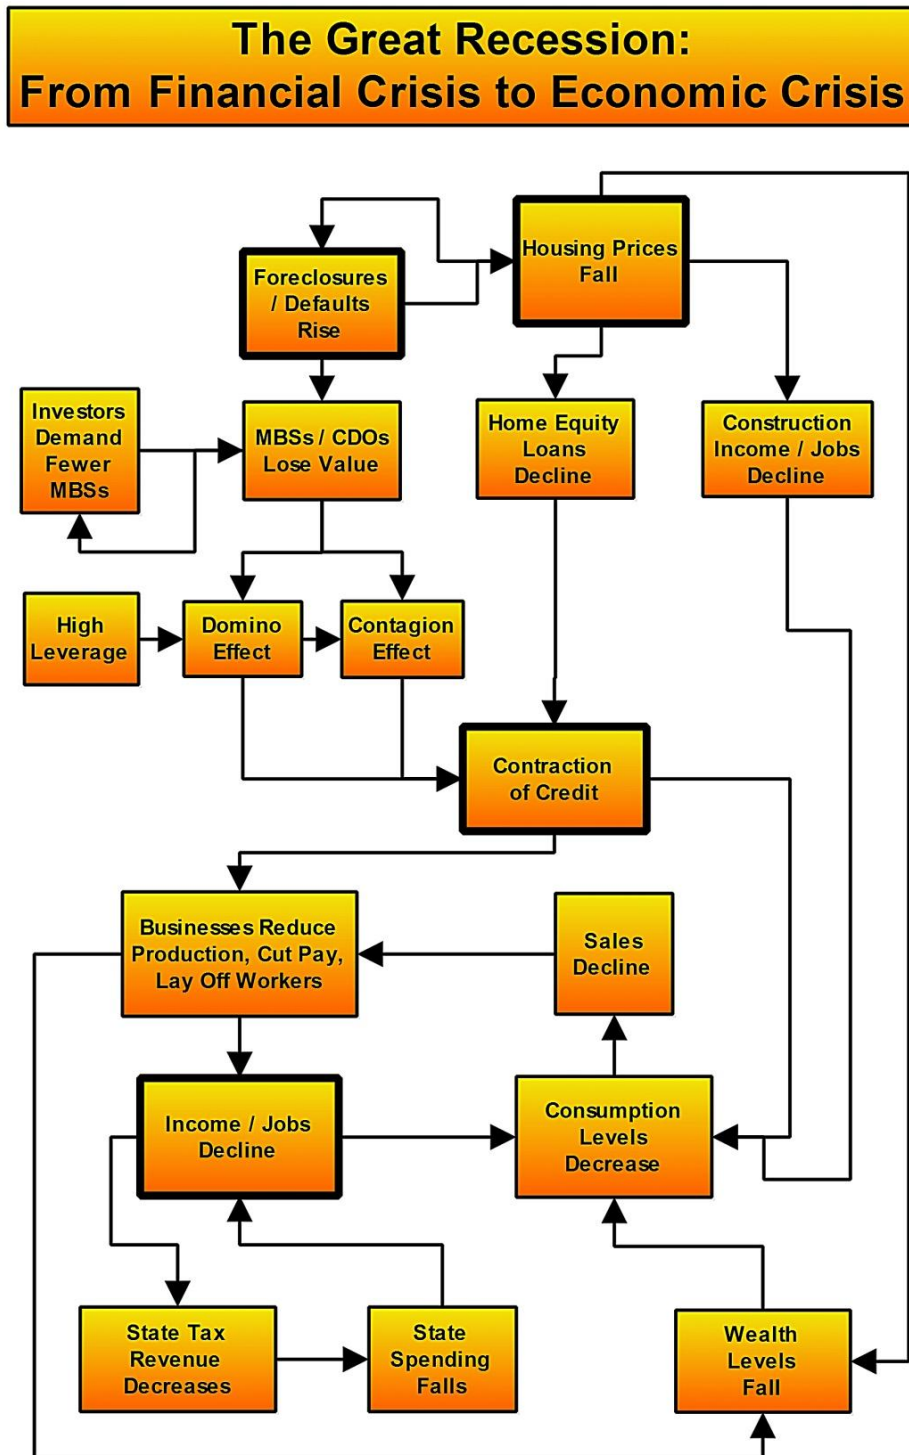 The Great Recession:
From Financial Crisis to Economic Crisis
Housing Prices
Fall
Foreclosures
/ Defaults
Rise
Investors
Demand
Fewer
MBSs
MBSs / CDOs
Lose Value
Home Equity
Loans
Decline
Construction
Income / Jobs
Decline
High
Leverage
Domino
Effect
Contagion
Effect
Contraction
of Credit
Businesses Reduce
Production, Cut Pay,
Lay Off Workers
Sales
Decline
Income / Jobs
Decline
Consumption
Levels
Decrease
State Tax
Revenue
Decreases
State
Spending
Falls
Wealth
Levels
Fall